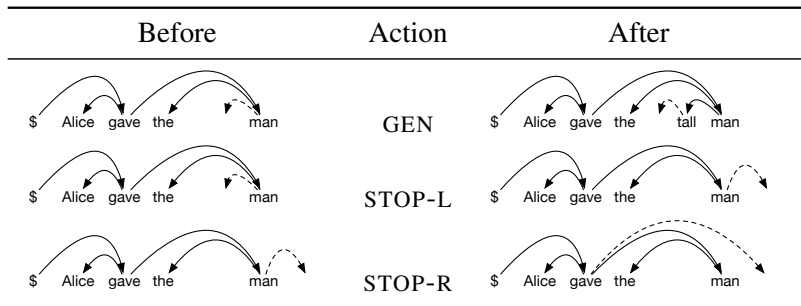 Before Action After
$ Alice gave the man GEN $ Alice gave the tall man
$ Alice gave the man STOP-L $ Alice gave the man
$ Alice gave the man STOP-R $ Alice gave the man